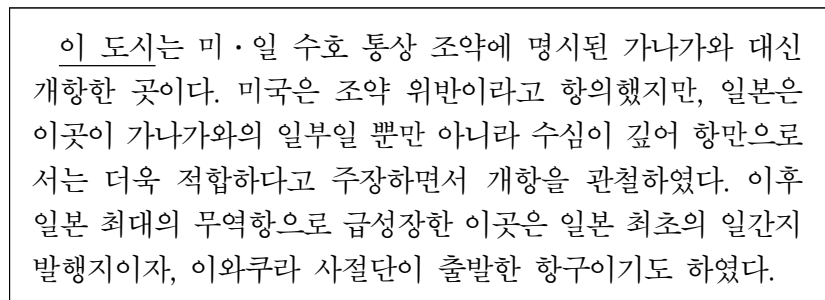 이 도시는 미·일 수호 통상 조약에 명시된 가나가와 대신
개항한 곳이다. 미국은 조약 위반이라고 항의했지만, 일본은
이곳이 가나가와의 일부일 뿐만 아니라 수심이 깊어 항만으로
서는 더욱 적합하다고 주장하면서 개항을 관철하였다. 이후
일본 최대의 무역항으로 급성장한 이곳은 일본 최초의 일간지
발행지이자, 이와쿠라 사절단이 출발한 항구이기도 하였다.